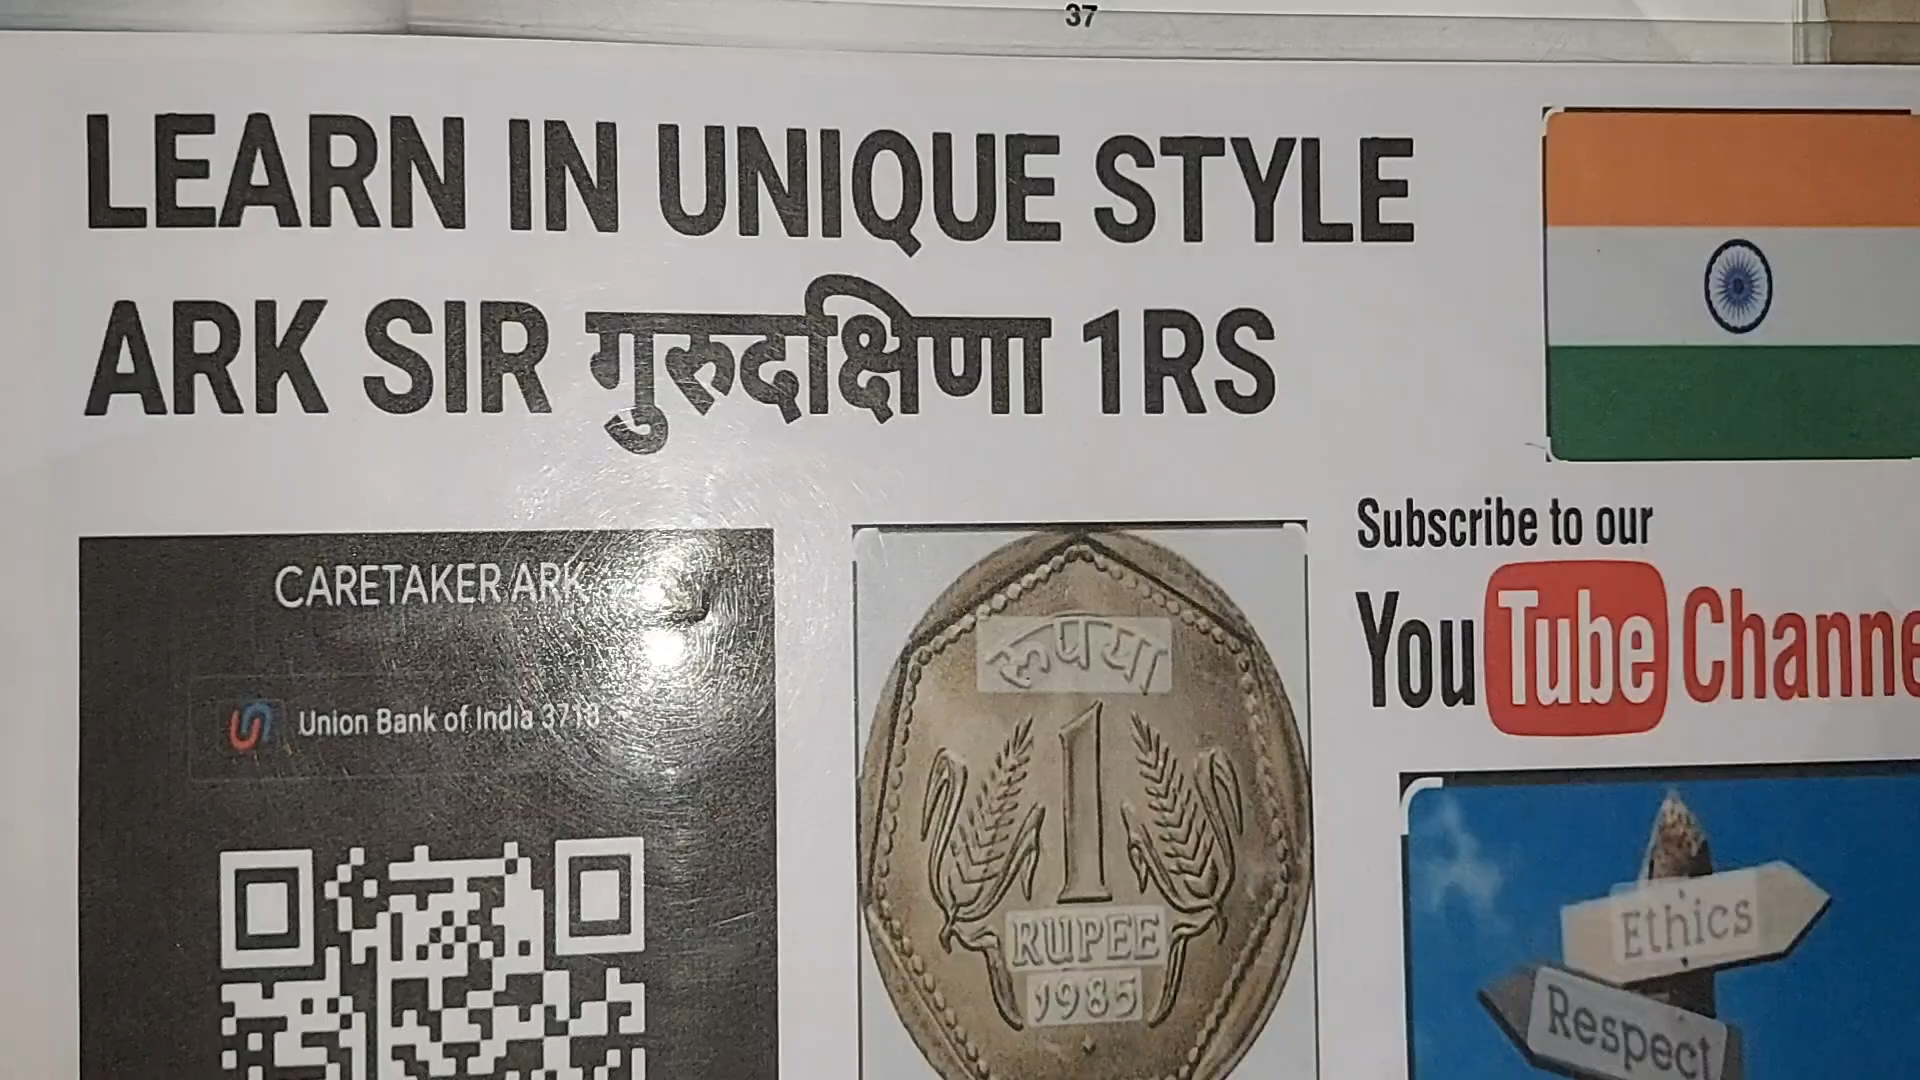 37
LEARN IN UNIQUE STYLE
ARK SIR गुरुदक्षिणा 1RS
CARETAKER ARK
Union Bank of India 3718
रूपया
1
RUPEE
1985
Subscribe to our
YouTube Channe
Ethics
Respect